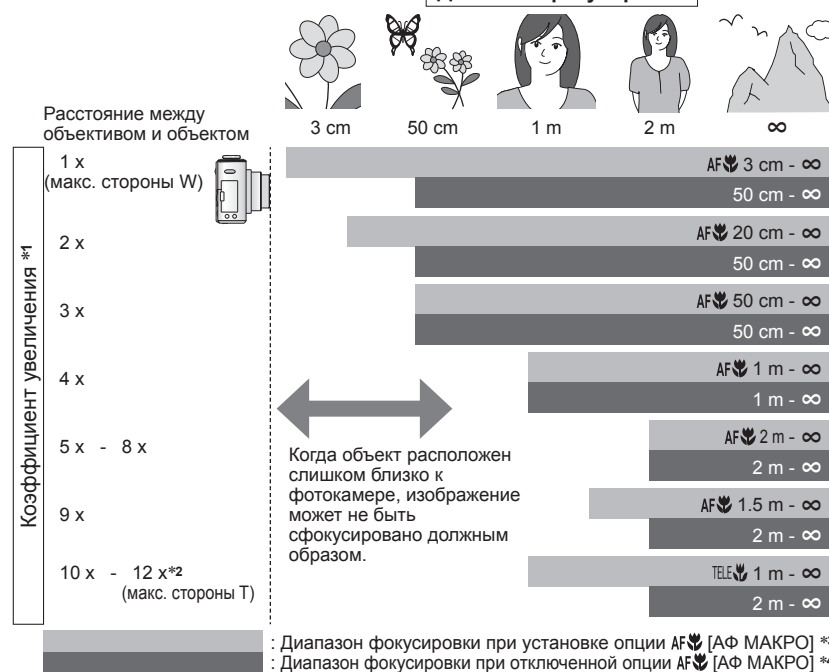 Расстояние между
объективом и объектом
3 cm 50 cm 1 m 2 m ∞
Коэффициент увеличения *1
1 x
(макс. стороны W)
AF 3 cm - ∞
50 cm - ∞
2 x
AF 20 cm - ∞
50 cm - ∞
3 x
AF 50 cm - ∞
50 cm - ∞
4 x
AF 1 m - ∞
1 m - ∞
5 x - 8 x
AF 2 m - ∞
2 m - ∞
9 x
AF 1.5 m - ∞
2 m - ∞
10 x - 12 x*2
(макс. стороны T)
TELE 1 m - ∞
2 m - ∞
Когда объект расположен
слишком близко к
фотокамере, изображение
может не быть
сфокусировано должным
образом.
: Диапазон фокусировки при установке опции AF [АФ МАКРО]
: Диапазон фокусировки при отключенной опции AF [АФ МАКРО]